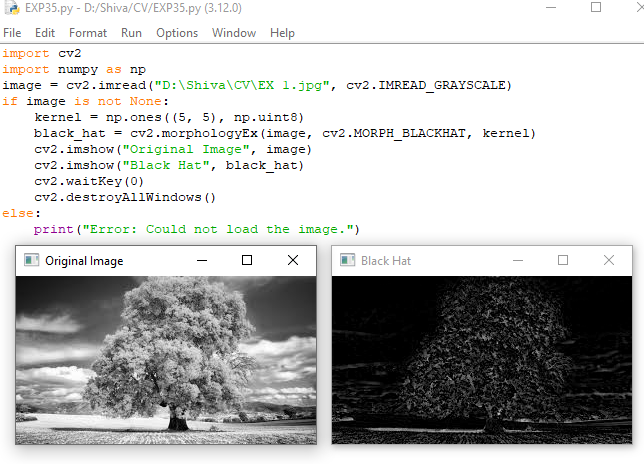 EXP35.py - D:/Shiva/CV/EXP35.py (3.12.0)
File Edit Format Run Options Window Help
import cv2
import numpy as np
image = cv2.imread("D:\Shiva\CV\EX 1.jpg", cv2.IMREAD_GRAYSCALE)
if image is not None:
    kernel = np.ones((5, 5), np.uint8)
    black_hat = cv2.morphologyEx(image, cv2.MORPH_BLACKHAT, kernel)
    cv2.imshow("Original Image", image)
    cv2.imshow("Black Hat", black_hat)
    cv2.waitKey(0)
    cv2.destroyAllWindows()
else:
    print("Error: Could not load the image.")
Original Image
Black Hat